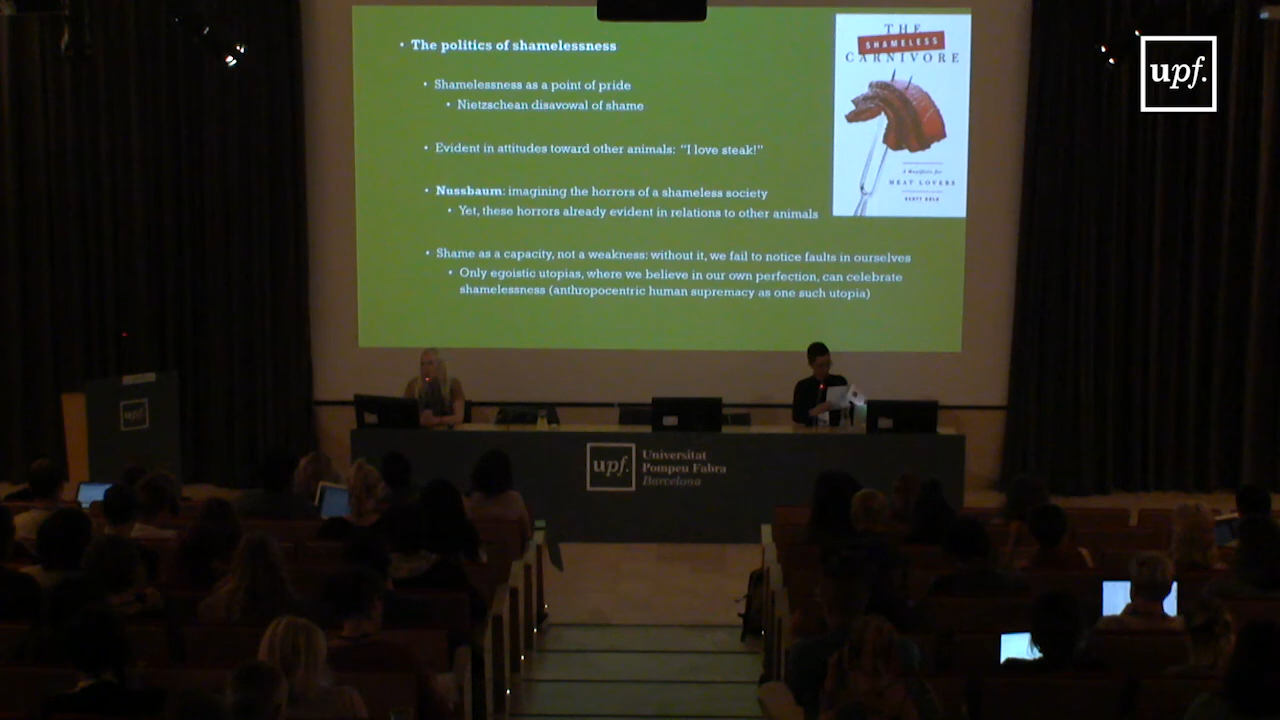 • The politics of shamelessness
• Shamelessness as a point of pride
• Nietzschean disavowal of shame
• Evident in attitudes toward other animals: "I love steak!"
• Nussbaum: imagining the horrors of a shameless society
• Yet, these horrors already evident in relations to other animals
• Shame as a capacity, not a weakness: without it, we fail to notice faults in ourselves
• Only egoistic utopias, where we believe in our own perfection, can celebrate
shamelessness (anthropocentric human supremacy as one such utopia)
THE
SHAMELESS
CARNIVORE
A Manifesto for
MEAT LOVERS
SCOTT GOLD
upf.
upf.
upf.
Universitat
Pompeu Fabra
Barcelona